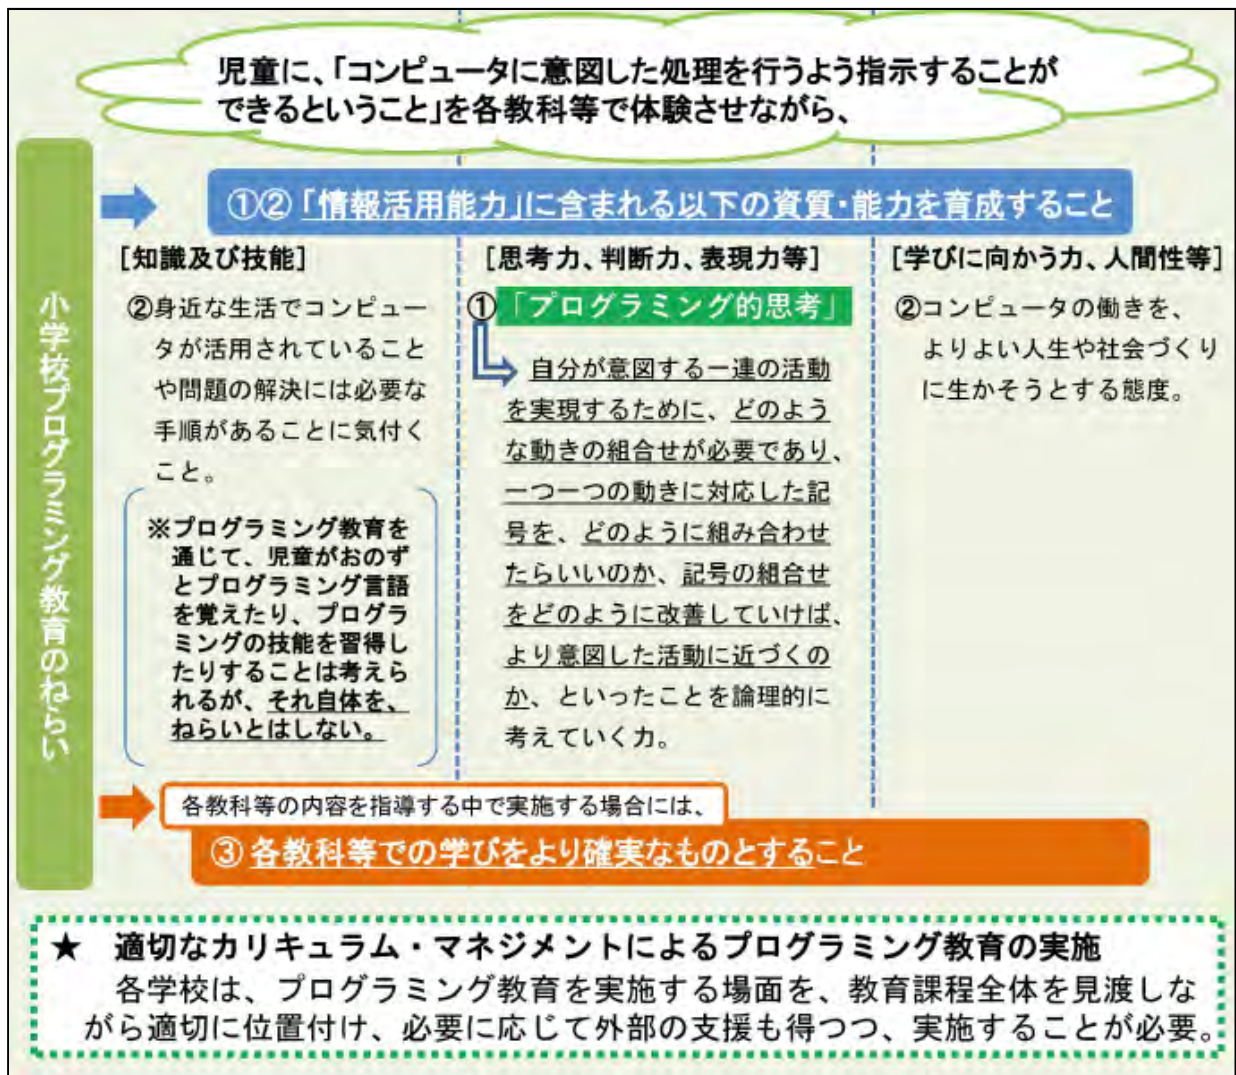 児童に、「コンピュータに意図した処理を行うよう指示することが
できるということ」を各教科等で体験させながら、
小学校プログラミング教育のねらい
①② 「情報活用能力」に含まれる以下の資質・能力を育成すること
[知識及び技能]
②身近な生活でコンピュー
タが活用されていること
や問題の解決には必要な
手順があることに気付く
こと。
※プログラミング教育を
通じて、児童がおのず
とプログラミング言語
を覚えたり、プログラ
ミングの技能を習得し
たりすることは考えら
れるが、それ自体を、
ねらいとはしない。
[思考力、判断力、表現力等]
①「プログラミング的思考」
自分が意図する一連の活動
を実現するために、どのよう
な動きの組合せが必要であり、
一つ一つの動きに対応した記
号を、どのように組み合わせ
たらいいのか、記号の組合せ
をどのように改善していけば、
より意図した活動に近づくの
か、といったことを論理的に
考えていく力。
[学びに向かう力、人間性等]
②コンピュータの働きを、
よりよい人生や社会づくり
に生かそうとする態度。
各教科等の内容を指導する中で実施する場合には、
③ 各教科等での学びをより確実なものとすること
★ 適切なカリキュラム・マネジメントによるプログラミング教育の実施
各学校は、プログラミング教育を実施する場面を、教育課程全体を見渡しな
がら適切に位置付け、必要に応じて外部の支援も得つつ、実施することが必要。